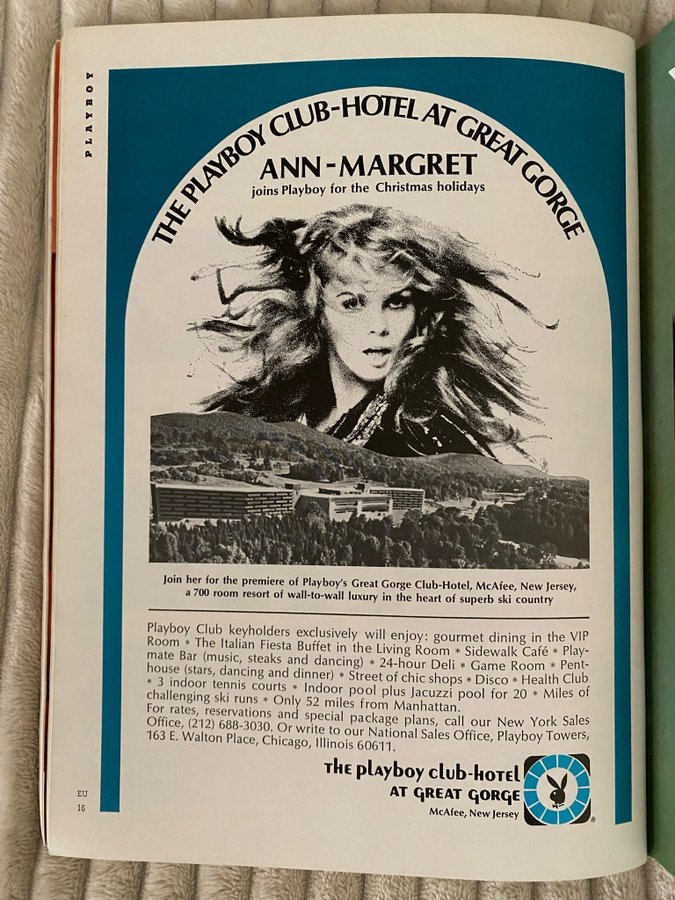 PLAYBOY
THE PLAYBOY CLUB-HOTEL AT GREAT GORGE
ANN-MARGRET
joins Playboy for the Christmas holidays
Join her for the premiere of Playboy's Great Gorge Club-Hotel, McAfee, New Jersey,
a 700 room resort of wall-to-wall luxury in the heart of superb ski country
Playboy Club keyholders exclusively will enjoy: gourmet dining in the VIP
Room * The Italian Fiesta Buffet in the Living Room * Sidewalk Café * Play-
mate Bar (music, steaks and dancing) * 24-hour Deli * Game Room * Pent-
house (stars, dancing and dinner) * Street of chic shops * Disco * Health Club
* 3 indoor tennis courts * Indoor pool plus Jacuzzi pool for 20 * Miles of
challenging ski runs * Only 52 miles from Manhattan.
For rates, reservations and special package plans, call our New York Sales
Office, (212) 688-3030. Or write to our National Sales Office, Playboy Towers,
163 E. Walton Place, Chicago, Illinois 60611.
the playboy club-hotel
AT GREAT GORGE
McAfee, New Jersey
®
EU
16